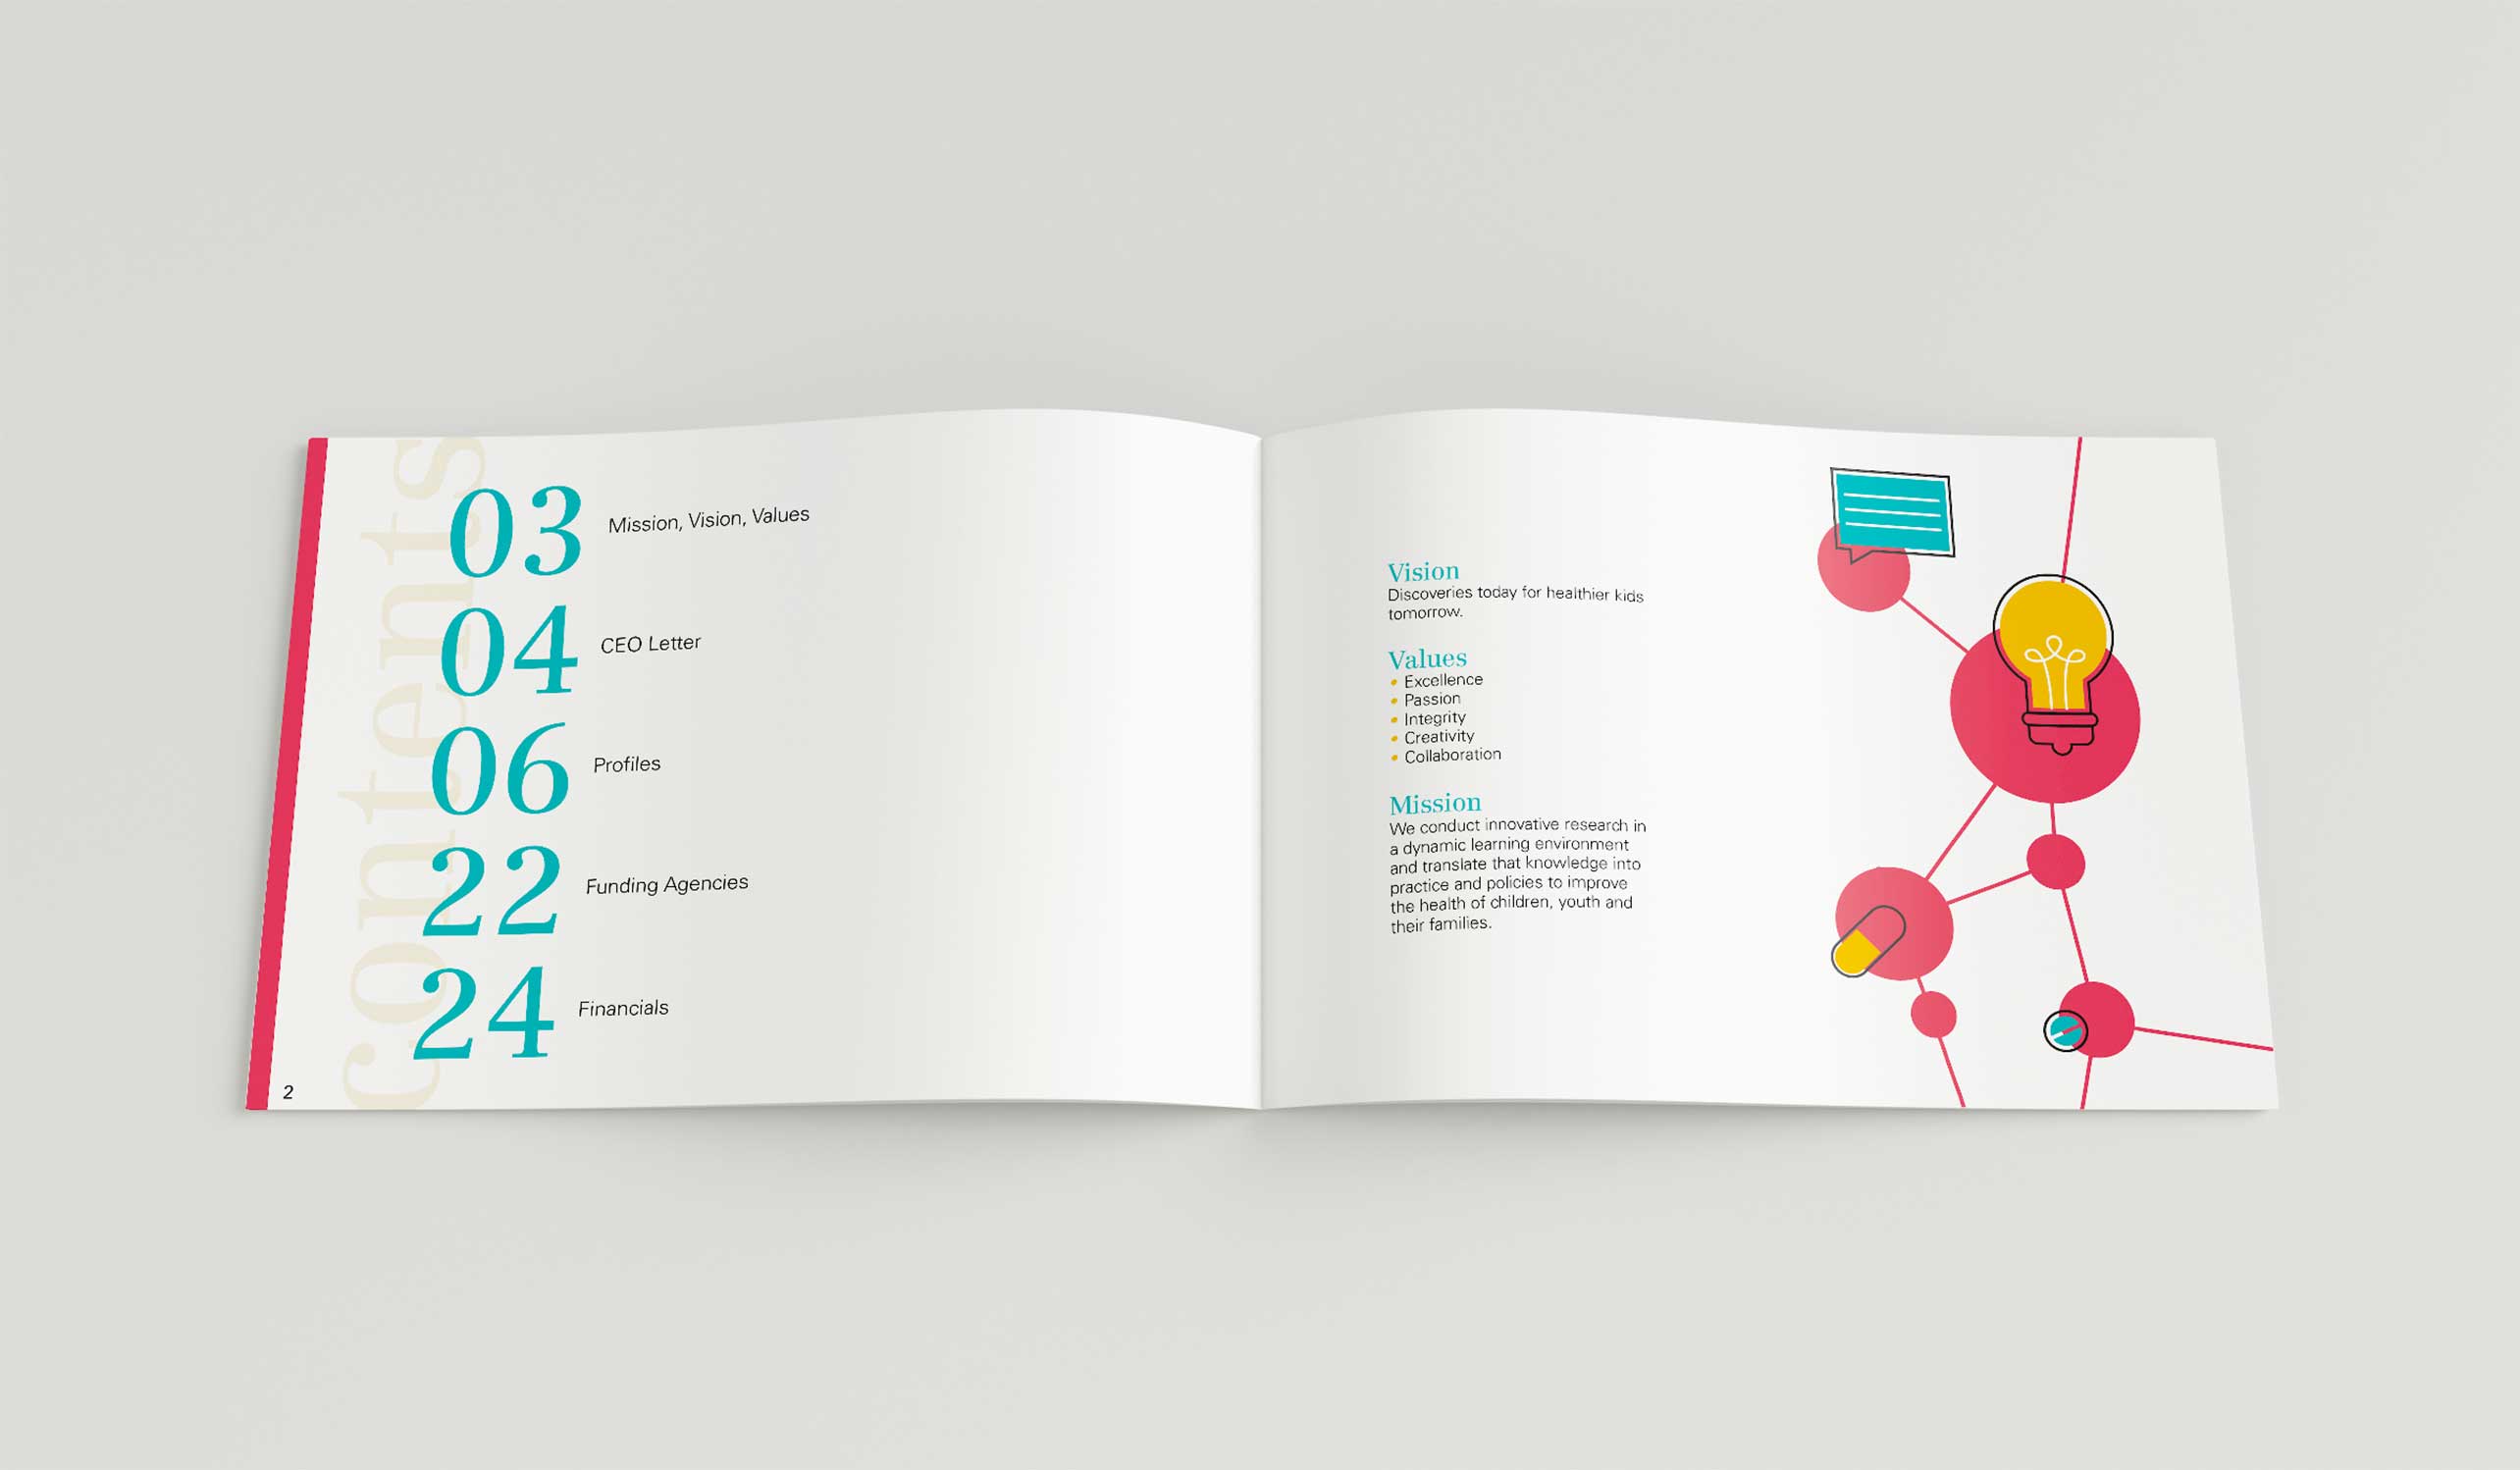 contents
03 Mission, Vision, Values
04 CEO Letter
06 Profiles
22 Funding Agencies
24 Financials
2
Vision
Discoveries today for healthier kids
tomorrow.
Values
• Excellence
• Passion
• Integrity
• Creativity
• Collaboration
Mission
We conduct innovative research in
a dynamic learning environment
and translate that knowledge into
practice and policies to improve
the health of children, youth and
their families.